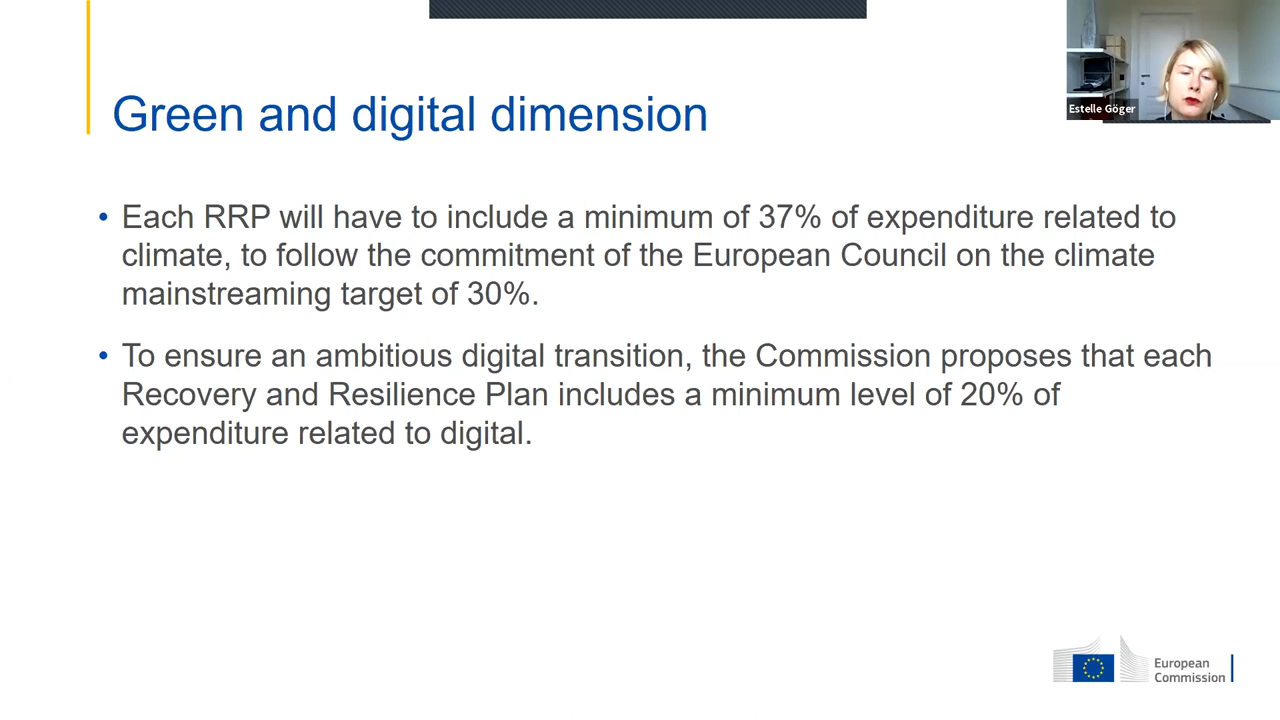 Estelle Göger
Green and digital dimension
• Each RRP will have to include a minimum of 37% of expenditure related to
climate, to follow the commitment of the European Council on the climate
mainstreaming target of 30%.
• To ensure an ambitious digital transition, the Commission proposes that each
Recovery and Resilience Plan includes a minimum level of 20% of
expenditure related to digital.
European
Commission